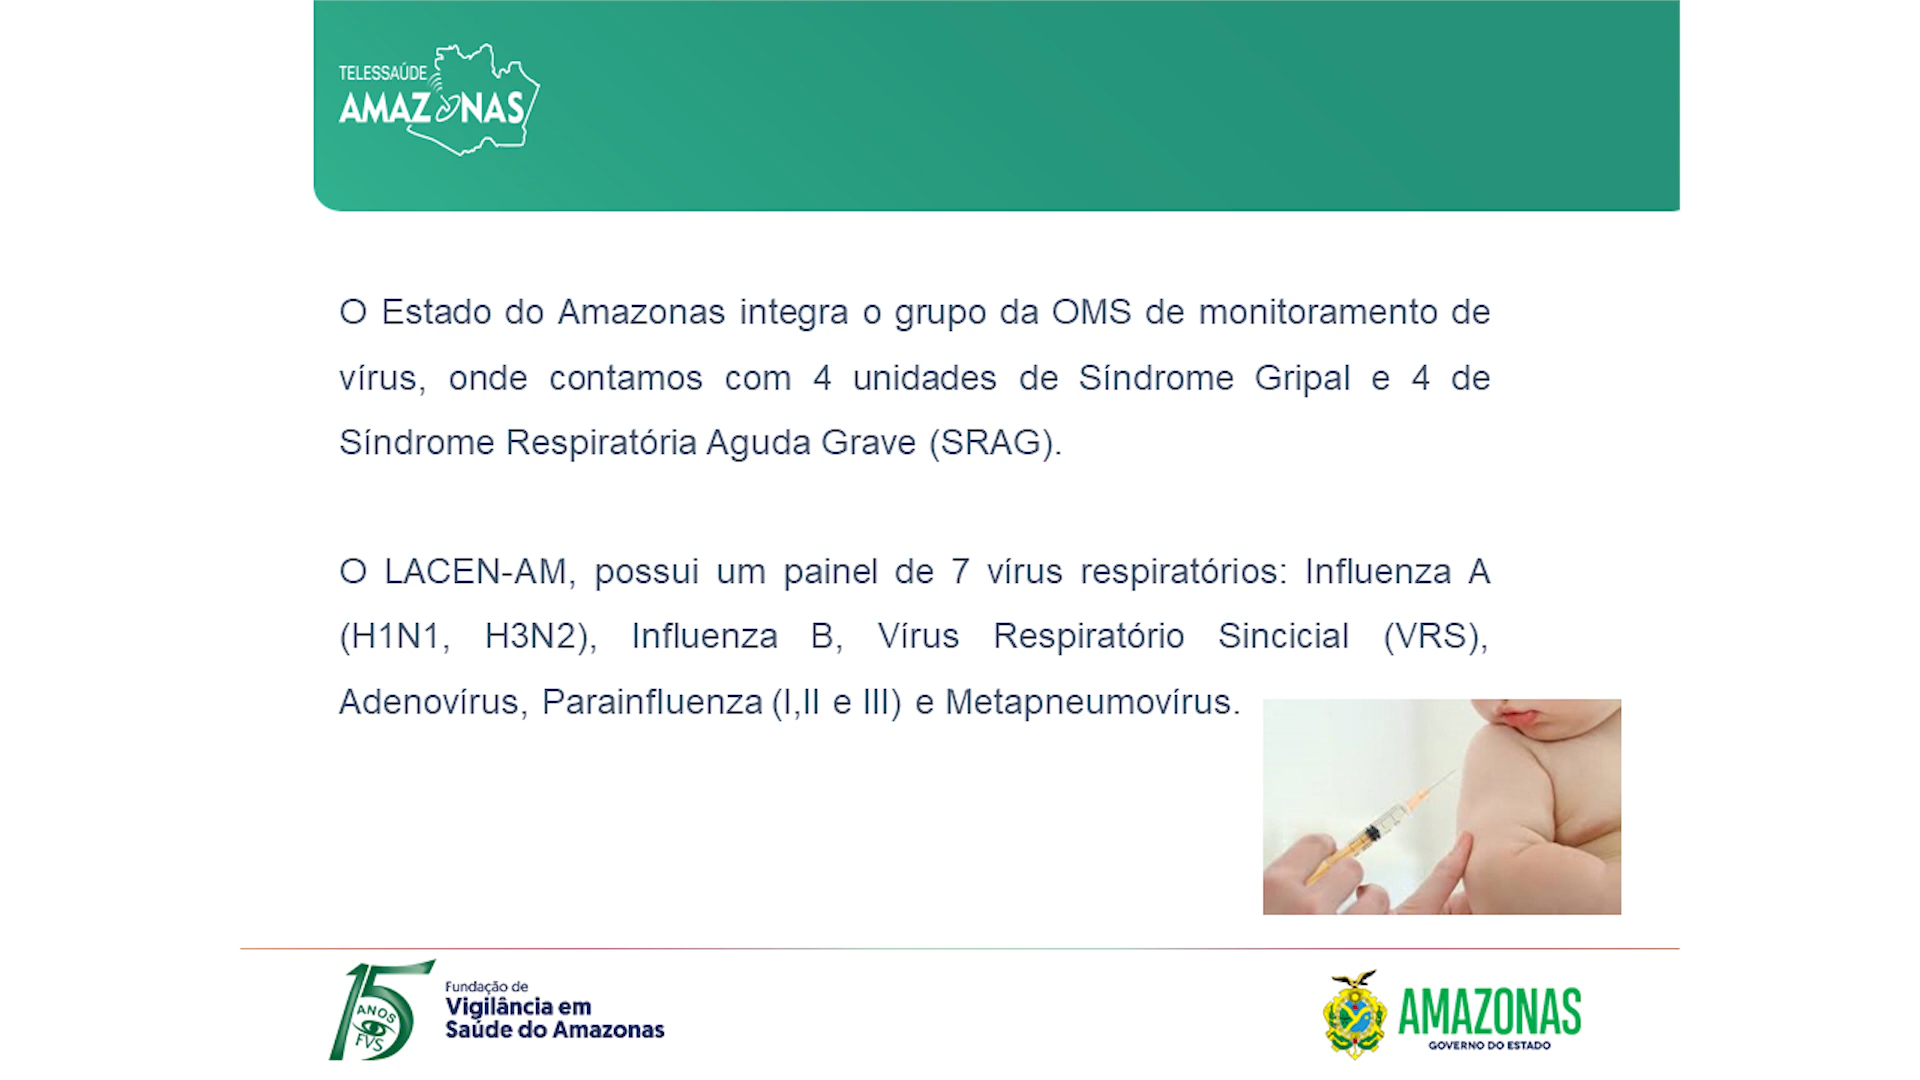 TELESSAÚDE
AMAZONAS
O Estado do Amazonas integra o grupo da OMS de monitoramento de
vírus, onde contamos com 4 unidades de Síndrome Gripal e 4 de
Síndrome Respiratória Aguda Grave (SRAG).
O LACEN-AM, possui um painel de 7 vírus respiratórios: Influenza A
(H1N1, H3N2), Influenza B, Vírus Respiratório Sincicial (VRS),
Adenovírus, Parainfluenza (I,II e III) e Metapneumovírus.
15
ANOS
FVS
Fundação de
Vigilância em
Saúde do Amazonas
AMAZONAS
GOVERNO DO ESTADO